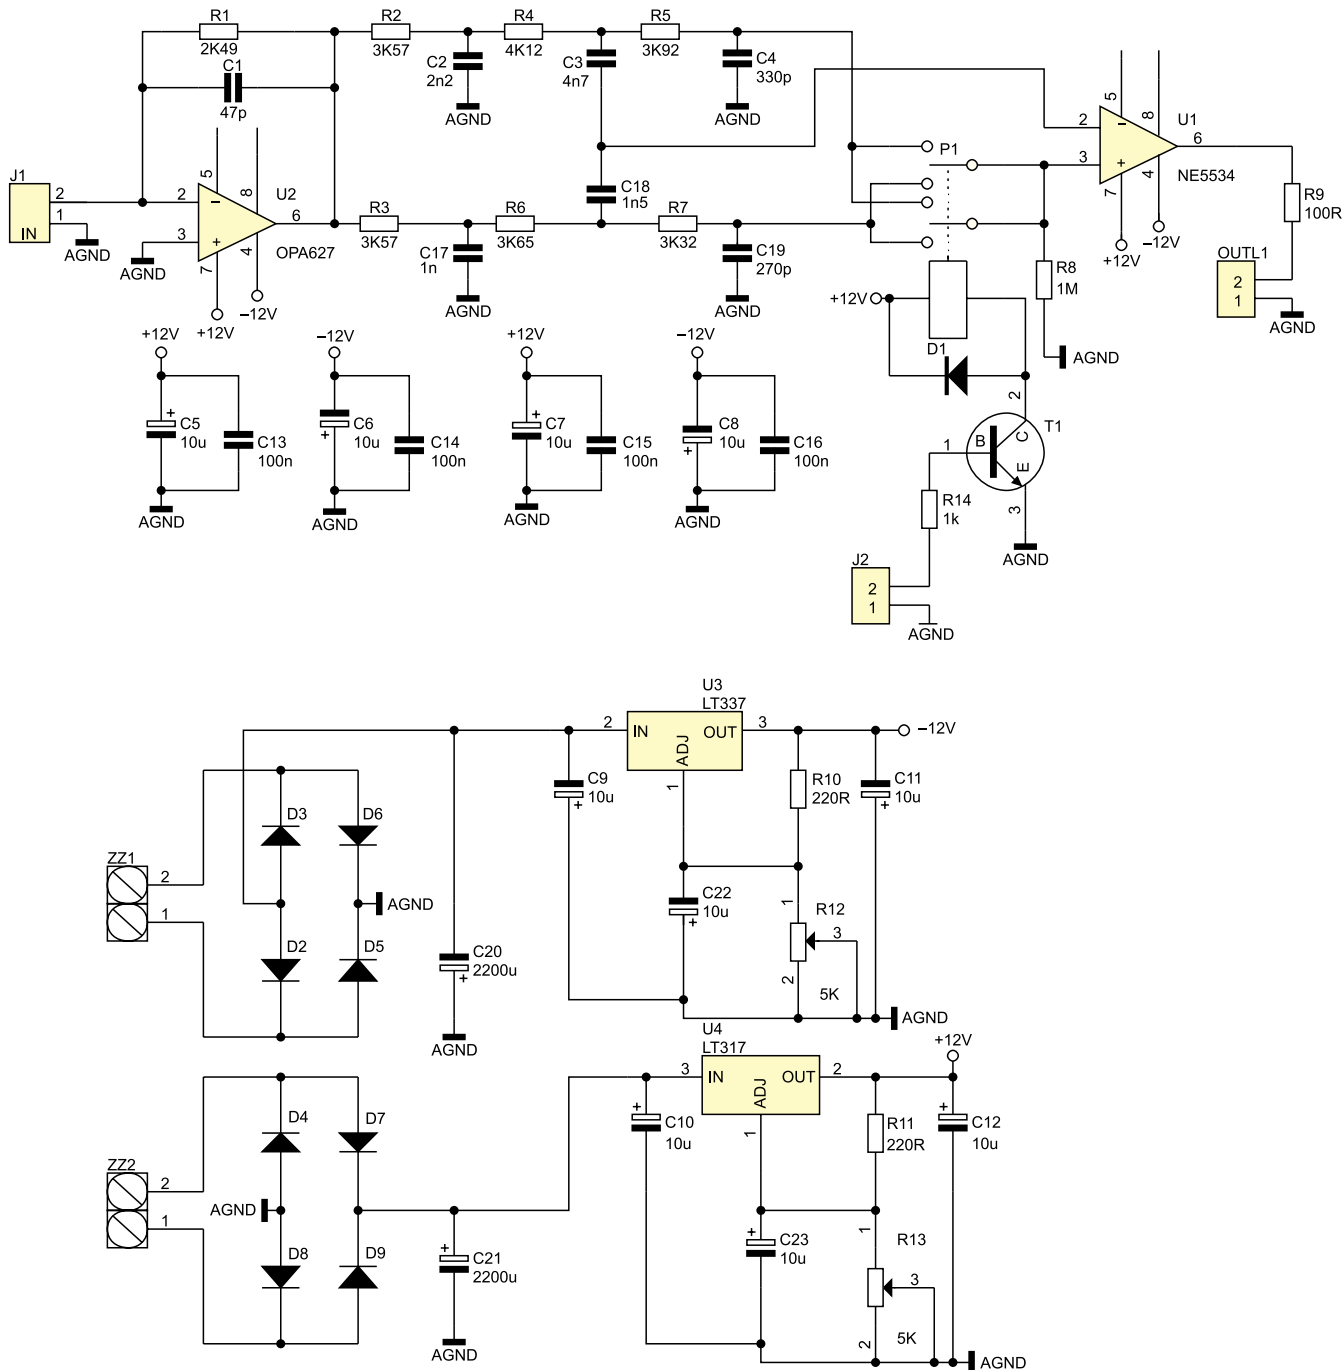 R1
2K49
C1
47p
R2
3K57
C2
2n2
AGND
R4
4K12
C3
4n7
R5
3K92
C4
330p
AGND
J1
2
1
IN
AGND
AGND
2
3
5
8
7
4
6
−
+
U2
OPA627
+12V
−12V
R3
3K57
C17
1n
AGND
R6
3K65
C18
1n5
R7
3K32
C19
270p
AGND
P1
2
3
5
8
7
4
6
−
+
U1
NE5534
+12V
−12V
R9
100R
OUTL1
2
1
AGND
R8
1M
AGND
+12V
D1
2
T1
1
B
C
E
3
AGND
R14
1k
J2
2
1
AGND
+12V
+
C5
10u
C13
100n
AGND
−12V
+
C6
10u
C14
100n
AGND
+12V
+
C7
10u
C15
100n
AGND
−12V
+
C8
10u
C16
100n
AGND
U3
LT337
2
IN
OUT
3
ADJ
1
−12V
C9
10u
+
R10
220R
C11
10u
+
C22
10u
+
1
R12
3
2
5K
AGND
ZZ1
2
1
D3
D6
AGND
D2
D5
C20
2200u
+
AGND
U4
LT317
3
IN
OUT
2
ADJ
1
+12V
+
C10
10u
R11
220R
+
C12
10u
+
C23
10u
1
R13
3
2
5K
AGND
ZZ2
2
1
D4
D7
AGND
D8
D9
+
C21
2200u
AGND